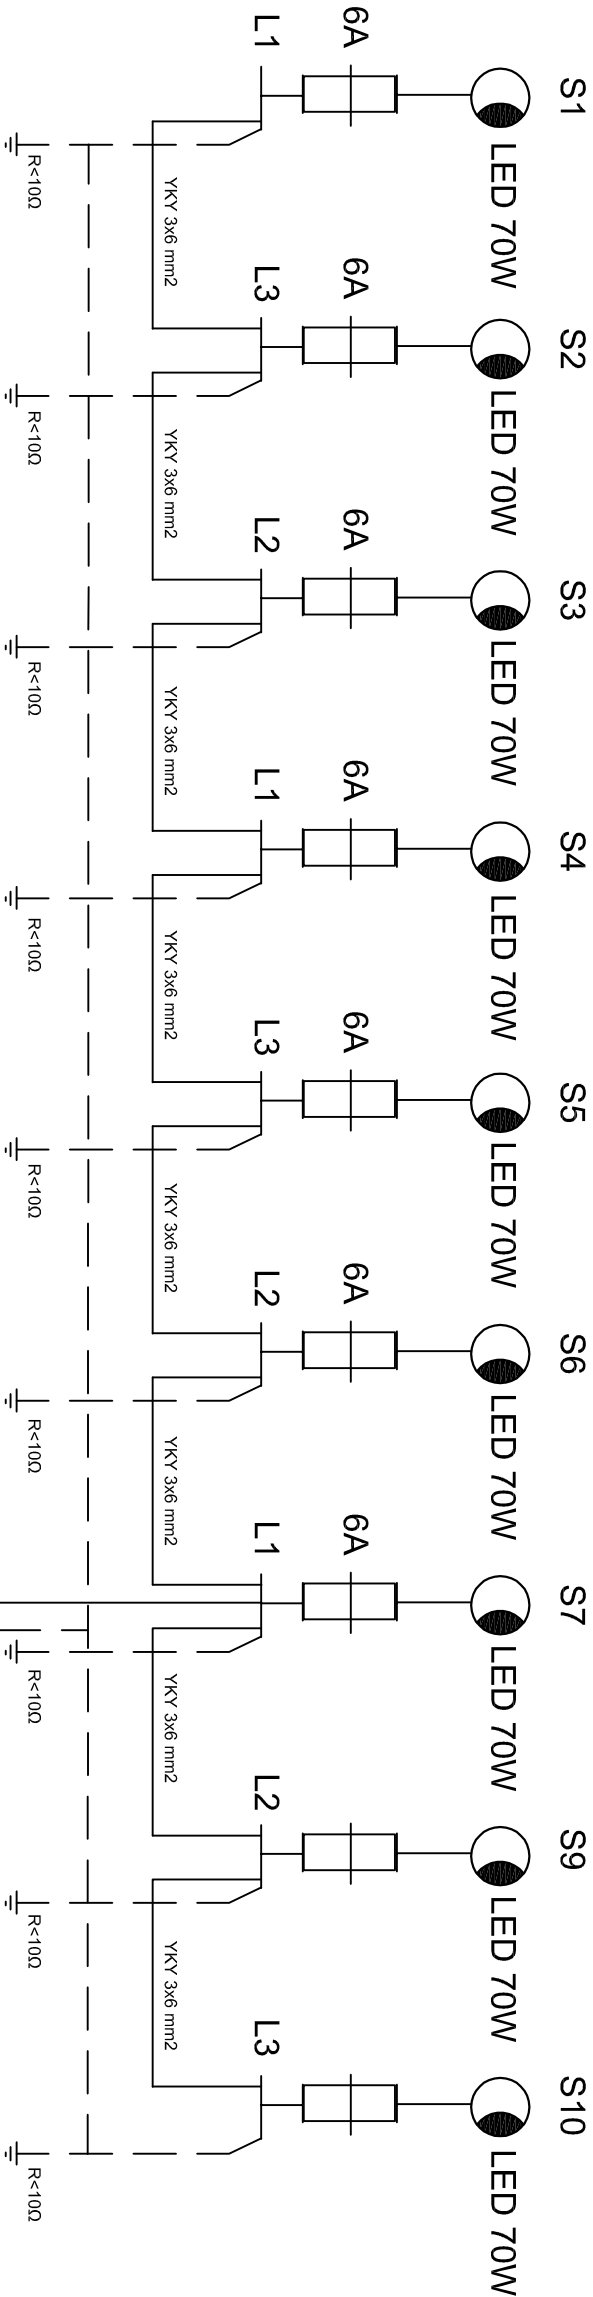 S1 S2 S3 S4 S5 S6 S7 S9 S10
LED 70W LED 70W LED 70W LED 70W LED 70W LED 70W LED 70W LED 70W LED 70W
6A 6A 6A 6A 6A 6A 6A
L1 L3 L2 L1 L3 L2 L1 L2 L3
YKY 3x6 mm2 YKY 3x6 mm2 YKY 3x6 mm2 YKY 3x6 mm2 YKY 3x6 mm2 YKY 3x6 mm2 YKY 3x6 mm2 YKY 3x6 mm2
R<10Ω R<10Ω R<10Ω R<10Ω R<10Ω R<10Ω R<10Ω R<10Ω R<10Ω